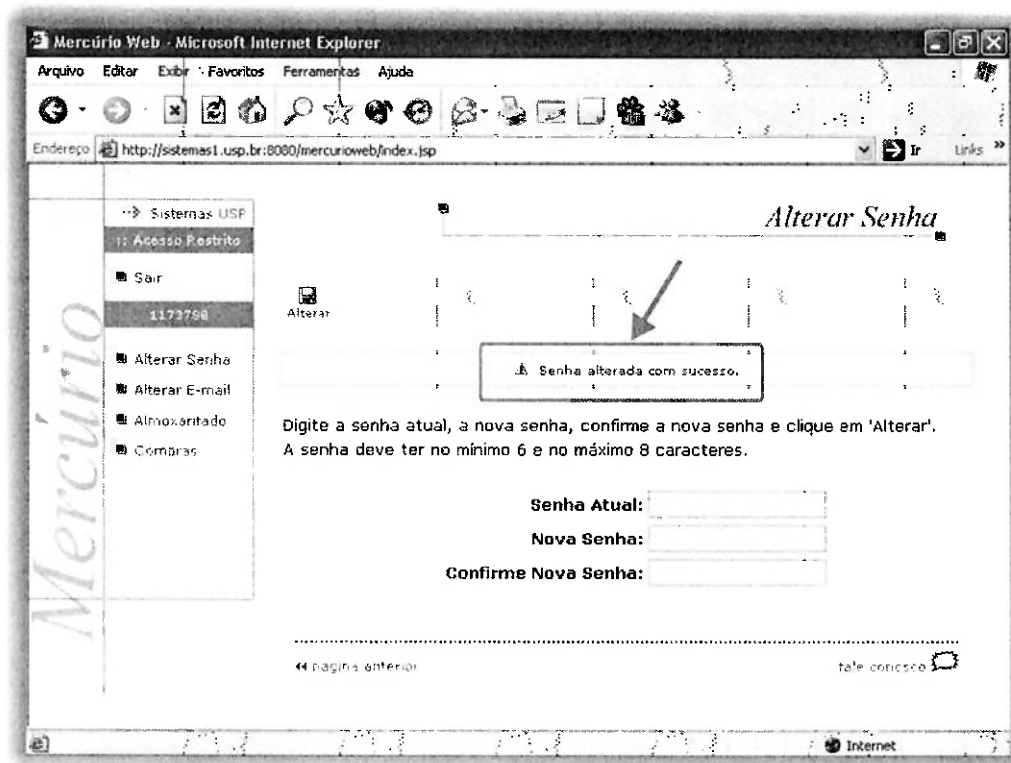 Mercúrio Web - Microsoft Internet Explorer
Arquivo Editar Exibir Favoritos Ferramentas Ajuda
Endereço http://sistemas1.usp.br:8080/mercurioweb/index.jsp Ir Links »
Sistemas USP
Alterar Senha
:: Acesso Restrito
Sair
1173798
Alterar
Alterar Senha
Senha alterada com sucesso.
Alterar E-mail
Almoxarifado
Compras
Digite a senha atual, a nova senha, confirme a nova senha e clique em 'Alterar'.
A senha deve ter no mínimo 6 e no máximo 8 caracteres.
Senha Atual:
Nova Senha:
Confirme Nova Senha:
Mercúrio
página anterior
fale conosco
Internet